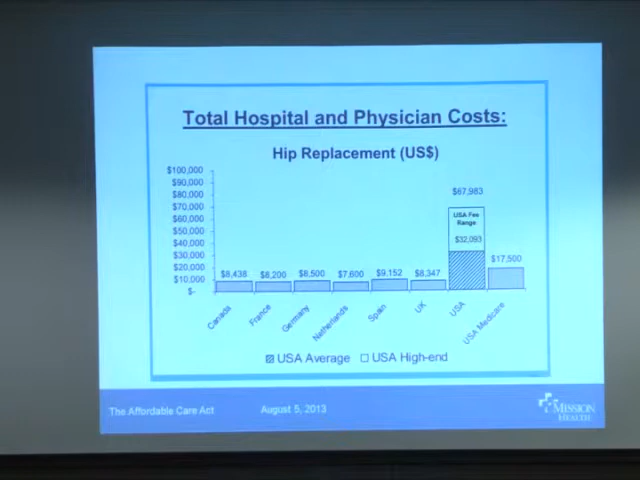 Total Hospital and Physician Costs:
Hip Replacement (US$)
$100,000
$90,000
$80,000
$70,000
$60,000
$50,000
$40,000
$30,000
$20,000
$10,000
$-
$8,438
$8,200
$8,500
$7,600
$9,152
$8,347
$67,983
USA Fee
Range
$32,093
$17,500
Canada
France
Germany
Netherlands
Spain
UK
USA
USA Medicare
USA Average
USA High-end
The Affordable Care Act
August 5, 2013
MISSION
HEALTH